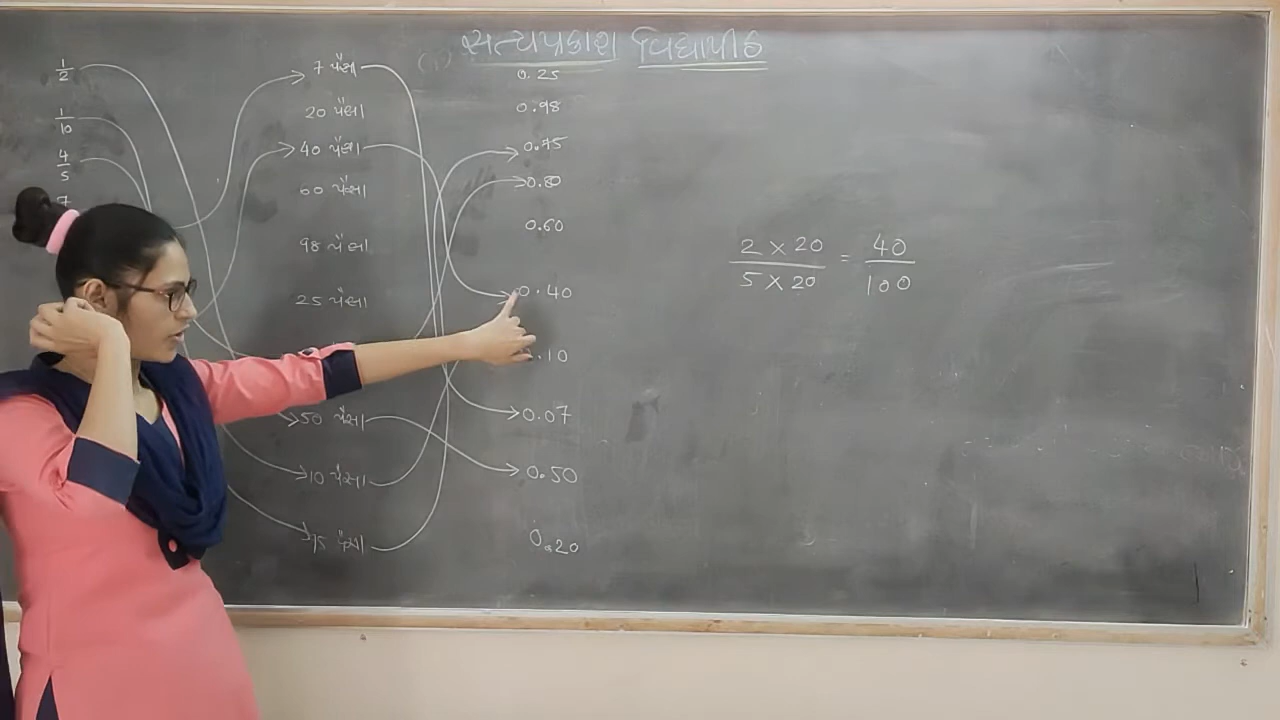 સત્યપ્રકાશ વિદ્યાપીઠ
1/2
1/10
4/5
7
7 પૈસા
20 પૈસા
40 પૈસા
60 પૈસા
98 પૈસા
25 પૈસા
50 પૈસા
10 પૈસા
75 પૈસા
0.25
0.98
0.75
0.80
0.60
0.40
.10
0.07
0.50
0.20
2 × 20 / 5 × 20 = 40 / 100